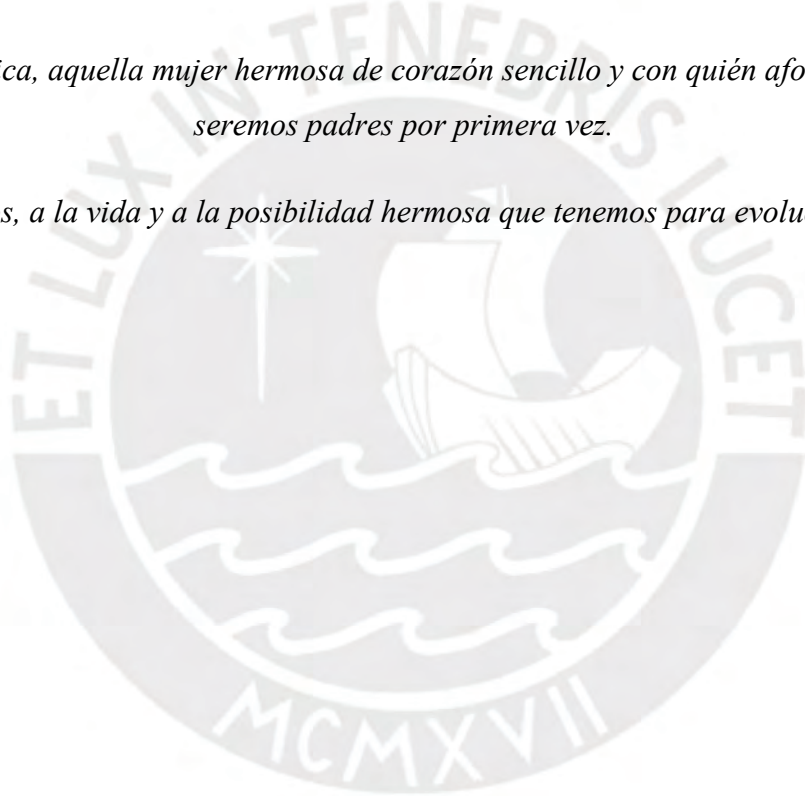 ica, aquella mujer hermosa de corazón sencillo y con quién afo
seremos padres por primera vez.
s, a la vida y a la posibilidad hermosa que tenemos para evolu
ET LUX IN TENEBRIS LUCET
MCMXVII